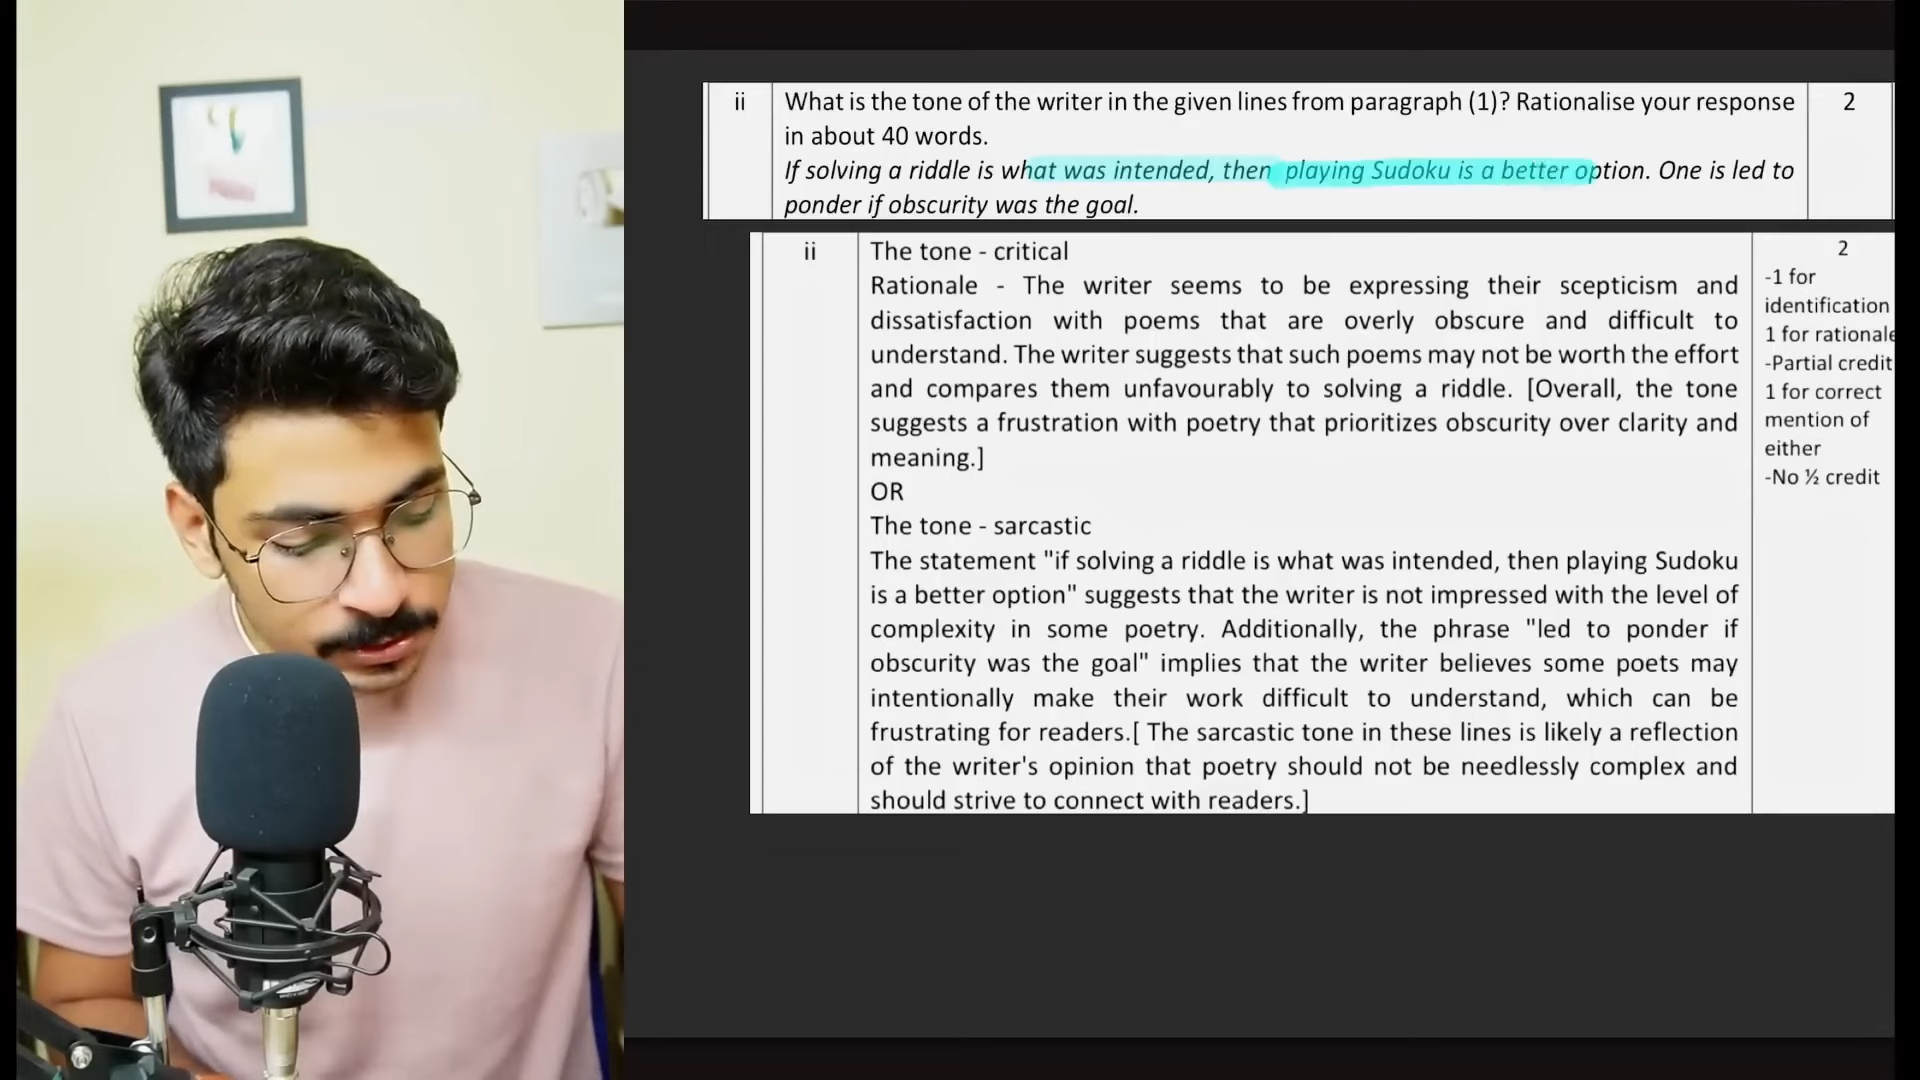 ii What is the tone of the writer in the given lines from paragraph (1)? Rationalise your response 2
in about 40 words.
If solving a riddle is what was intended, then playing Sudoku is a better option. One is led to
ponder if obscurity was the goal.
ii The tone - critical
Rationale - The writer seems to be expressing their scepticism and
dissatisfaction with poems that are overly obscure and difficult to
understand. The writer suggests that such poems may not be worth the effort
and compares them unfavourably to solving a riddle. [Overall, the tone
suggests a frustration with poetry that prioritizes obscurity over clarity and
meaning.]
OR
The tone - sarcastic
The statement "if solving a riddle is what was intended, then playing Sudoku
is a better option" suggests that the writer is not impressed with the level of
complexity in some poetry. Additionally, the phrase "led to ponder if
obscurity was the goal" implies that the writer believes some poets may
intentionally make their work difficult to understand, which can be
frustrating for readers.[ The sarcastic tone in these lines is likely a reflection
of the writer's opinion that poetry should not be needlessly complex and
should strive to connect with readers.]
2
-1 for
identification
1 for rationale
-Partial credit
1 for correct
mention of
either
-No ½ credit